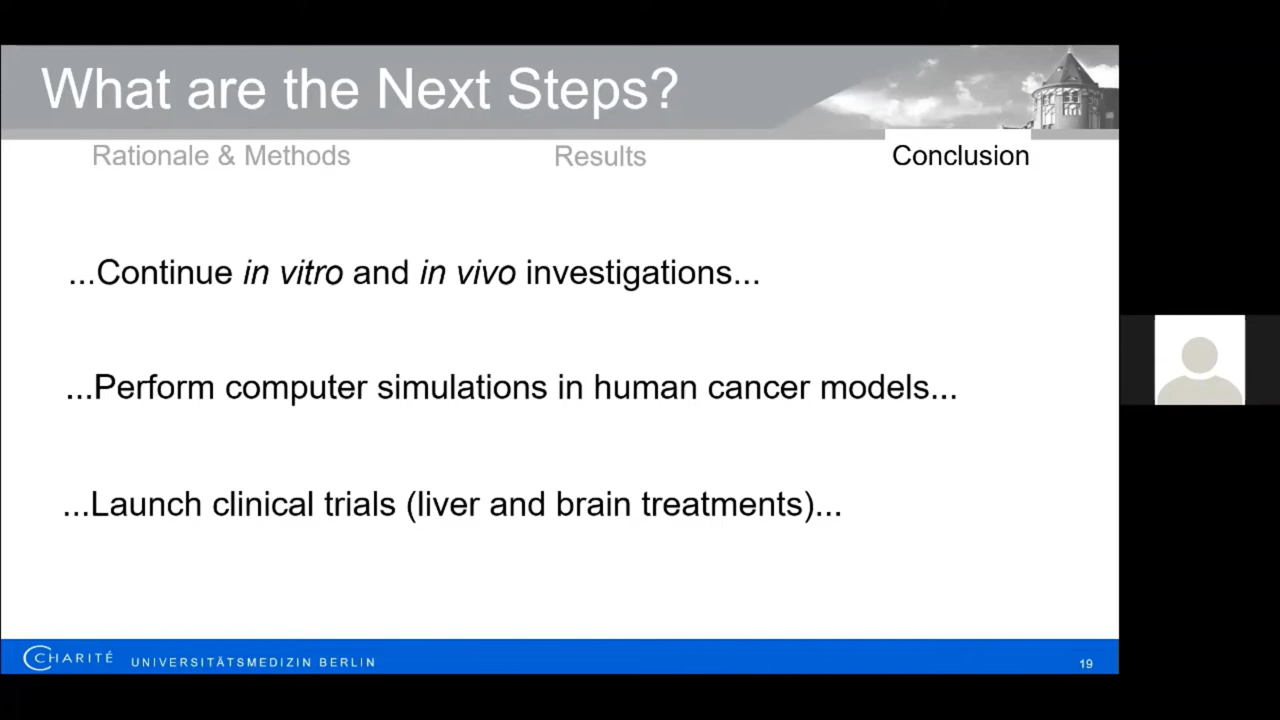 What are the Next Steps?
Rationale & Methods
Results
Conclusion
...Continue in vitro and in vivo investigations...
...Perform computer simulations in human cancer models...
...Launch clinical trials (liver and brain treatments)...
CHARITÉ UNIVERSITÄTSMEDIZIN BERLIN
19